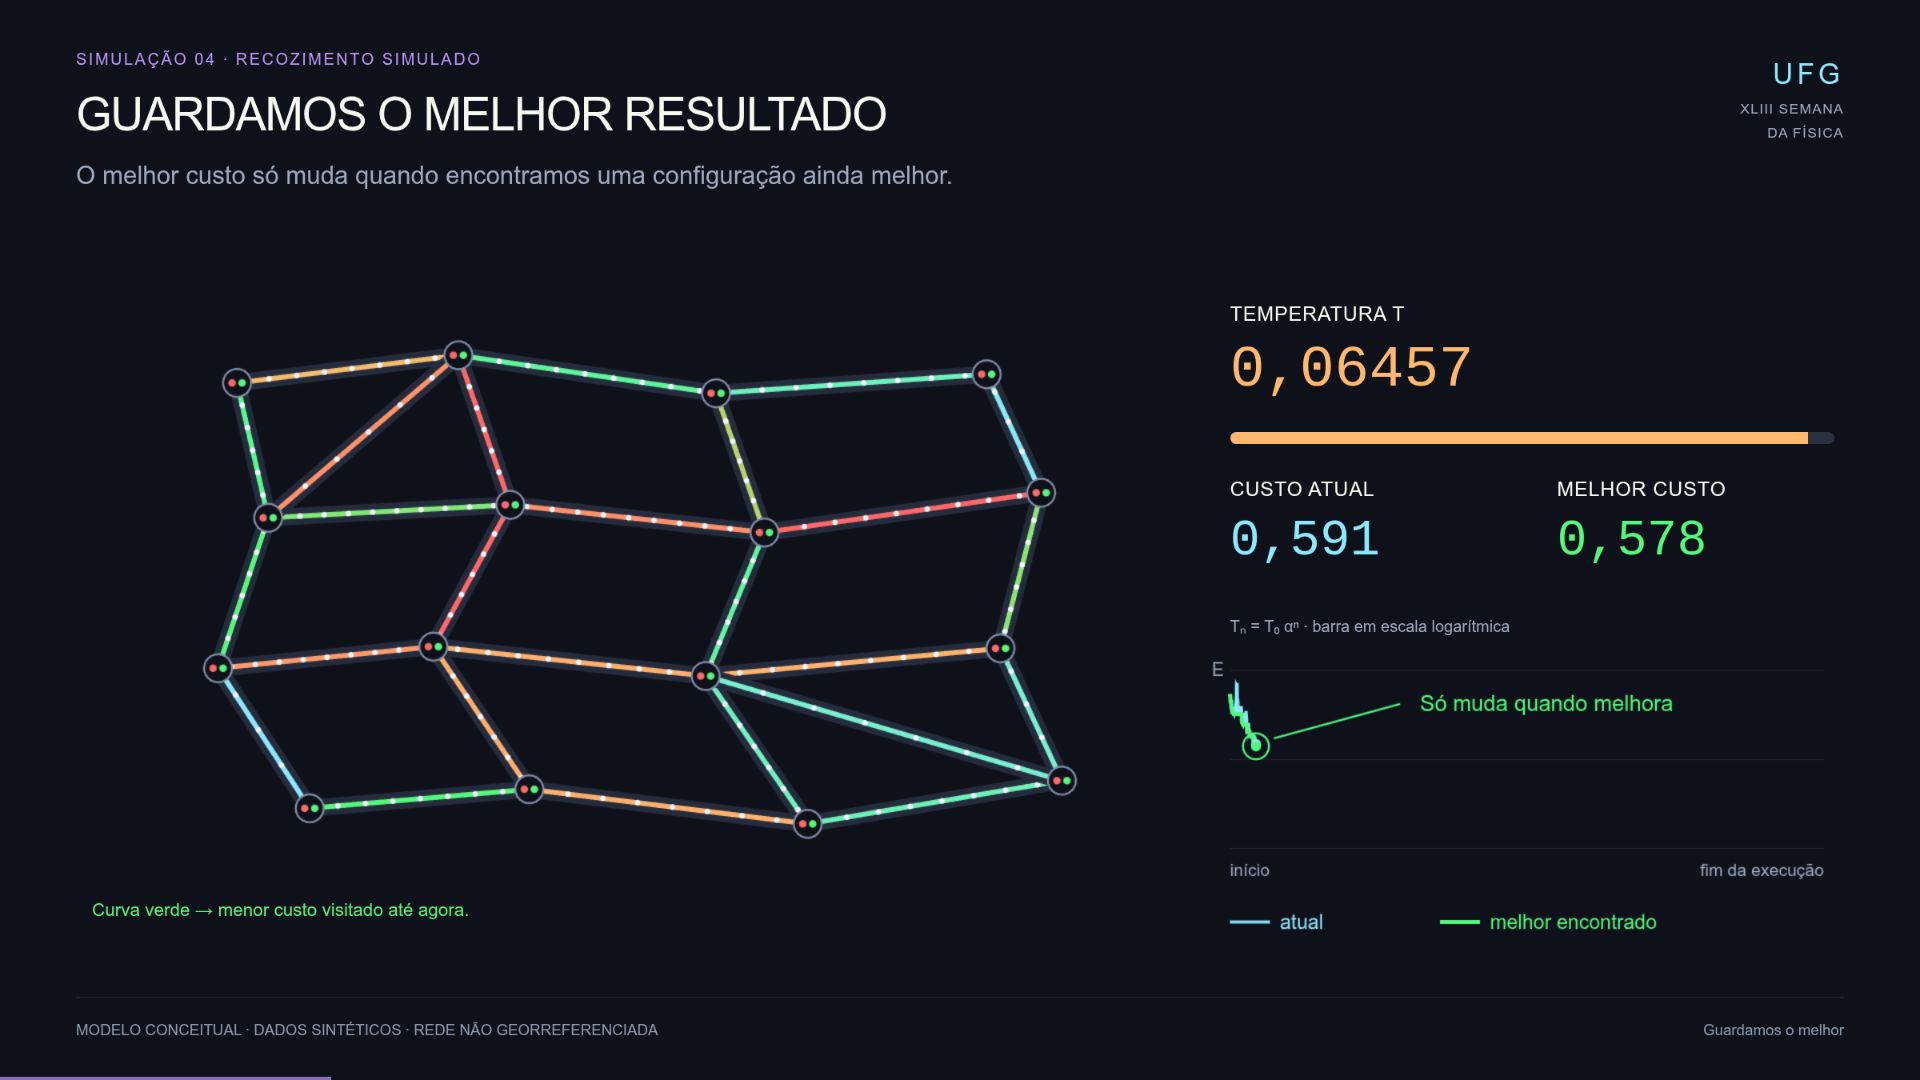 SIMULAÇÃO 04 · RECOZIMENTO SIMULADO
GUARDAMOS O MELHOR RESULTADO
O melhor custo só muda quando encontramos uma configuração ainda melhor.
UFG
XLIII SEMANA
DA FÍSICA
TEMPERATURA T
0,06457
CUSTO ATUAL
0,591
MELHOR CUSTO
0,578
Tₙ = T₀ αⁿ · barra em escala logarítmica
E
Só muda quando melhora
início
fim da execução
atual
melhor encontrado
Curva verde → menor custo visitado até agora.
MODELO CONCEITUAL · DADOS SINTÉTICOS · REDE NÃO GEORREFERENCIADA
Guardamos o melhor